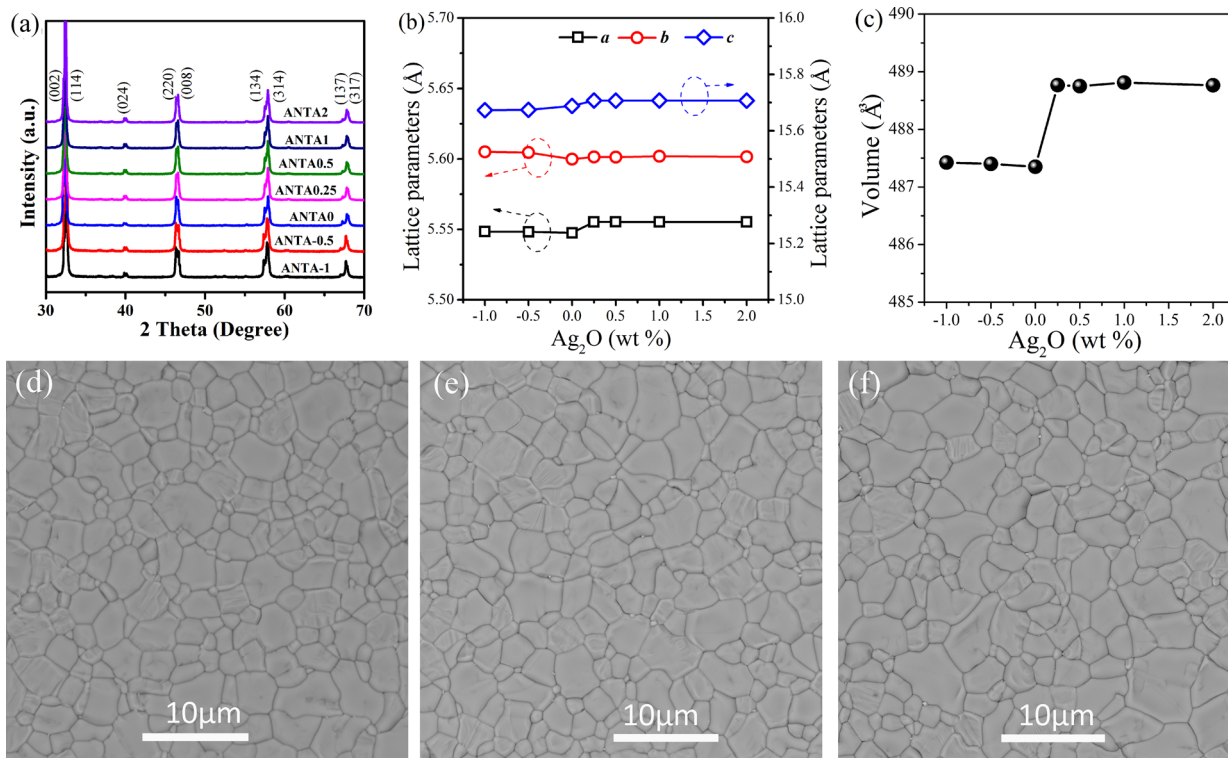 (a)
Intensity (a.u.)
(002)
(114)
(024)
(220)
(008)
(134)
(314)
(137)
(317)
ANTA2
ANTA1
ANTA0.5
ANTA0.25
ANTA0
ANTA-0.5
ANTA-1
30 40 50 60 70
2 Theta (Degree)
(b)
Lattice parameters (Å)
5.70
5.65
5.60
5.55
5.50
a b c
16.0
15.8
15.6
15.4
15.2
15.0
Lattice parameters (Å)
-1.0 -0.5 0.0 0.5 1.0 1.5 2.0
Ag₂O (wt %)
(c)
Volume (Å³)
490
489
488
487
486
485
-1.0 -0.5 0.0 0.5 1.0 1.5 2.0
Ag₂O (wt %)
(d)
10μm
(e)
10μm
(f)
10μm